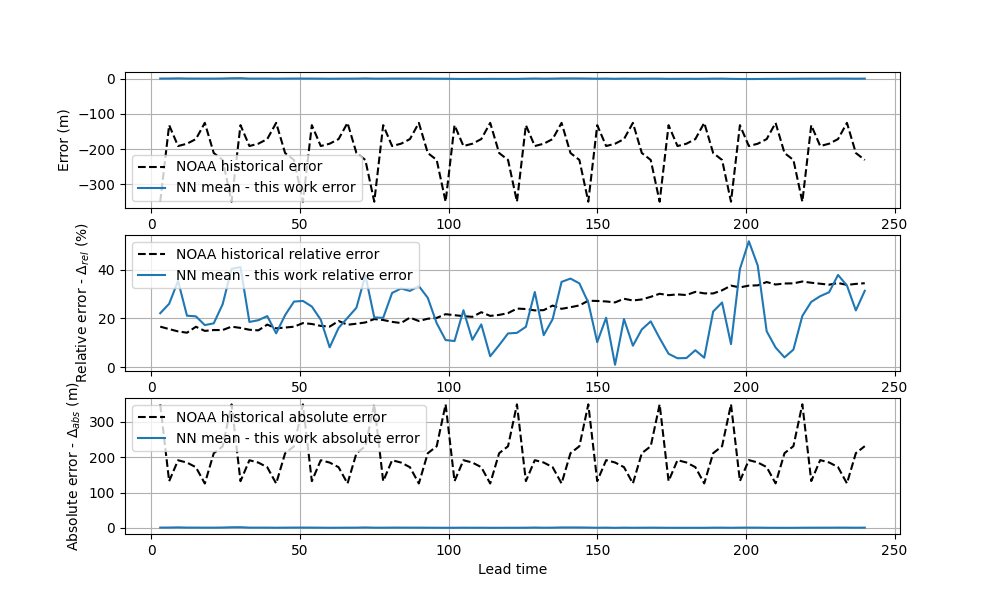 0
−100
−200
−300
Error (m)
NOAA historical error
NN mean - this work error
0 50 100 150 200 250
40
20
0
Relative error - Δrel (%)
NOAA historical relative error
NN mean - this work relative error
0 50 100 150 200 250
300
200
100
0
Absolute error - Δabs (m)
NOAA historical absolute error
NN mean - this work absolute error
0 50 100 150 200 250
Lead time